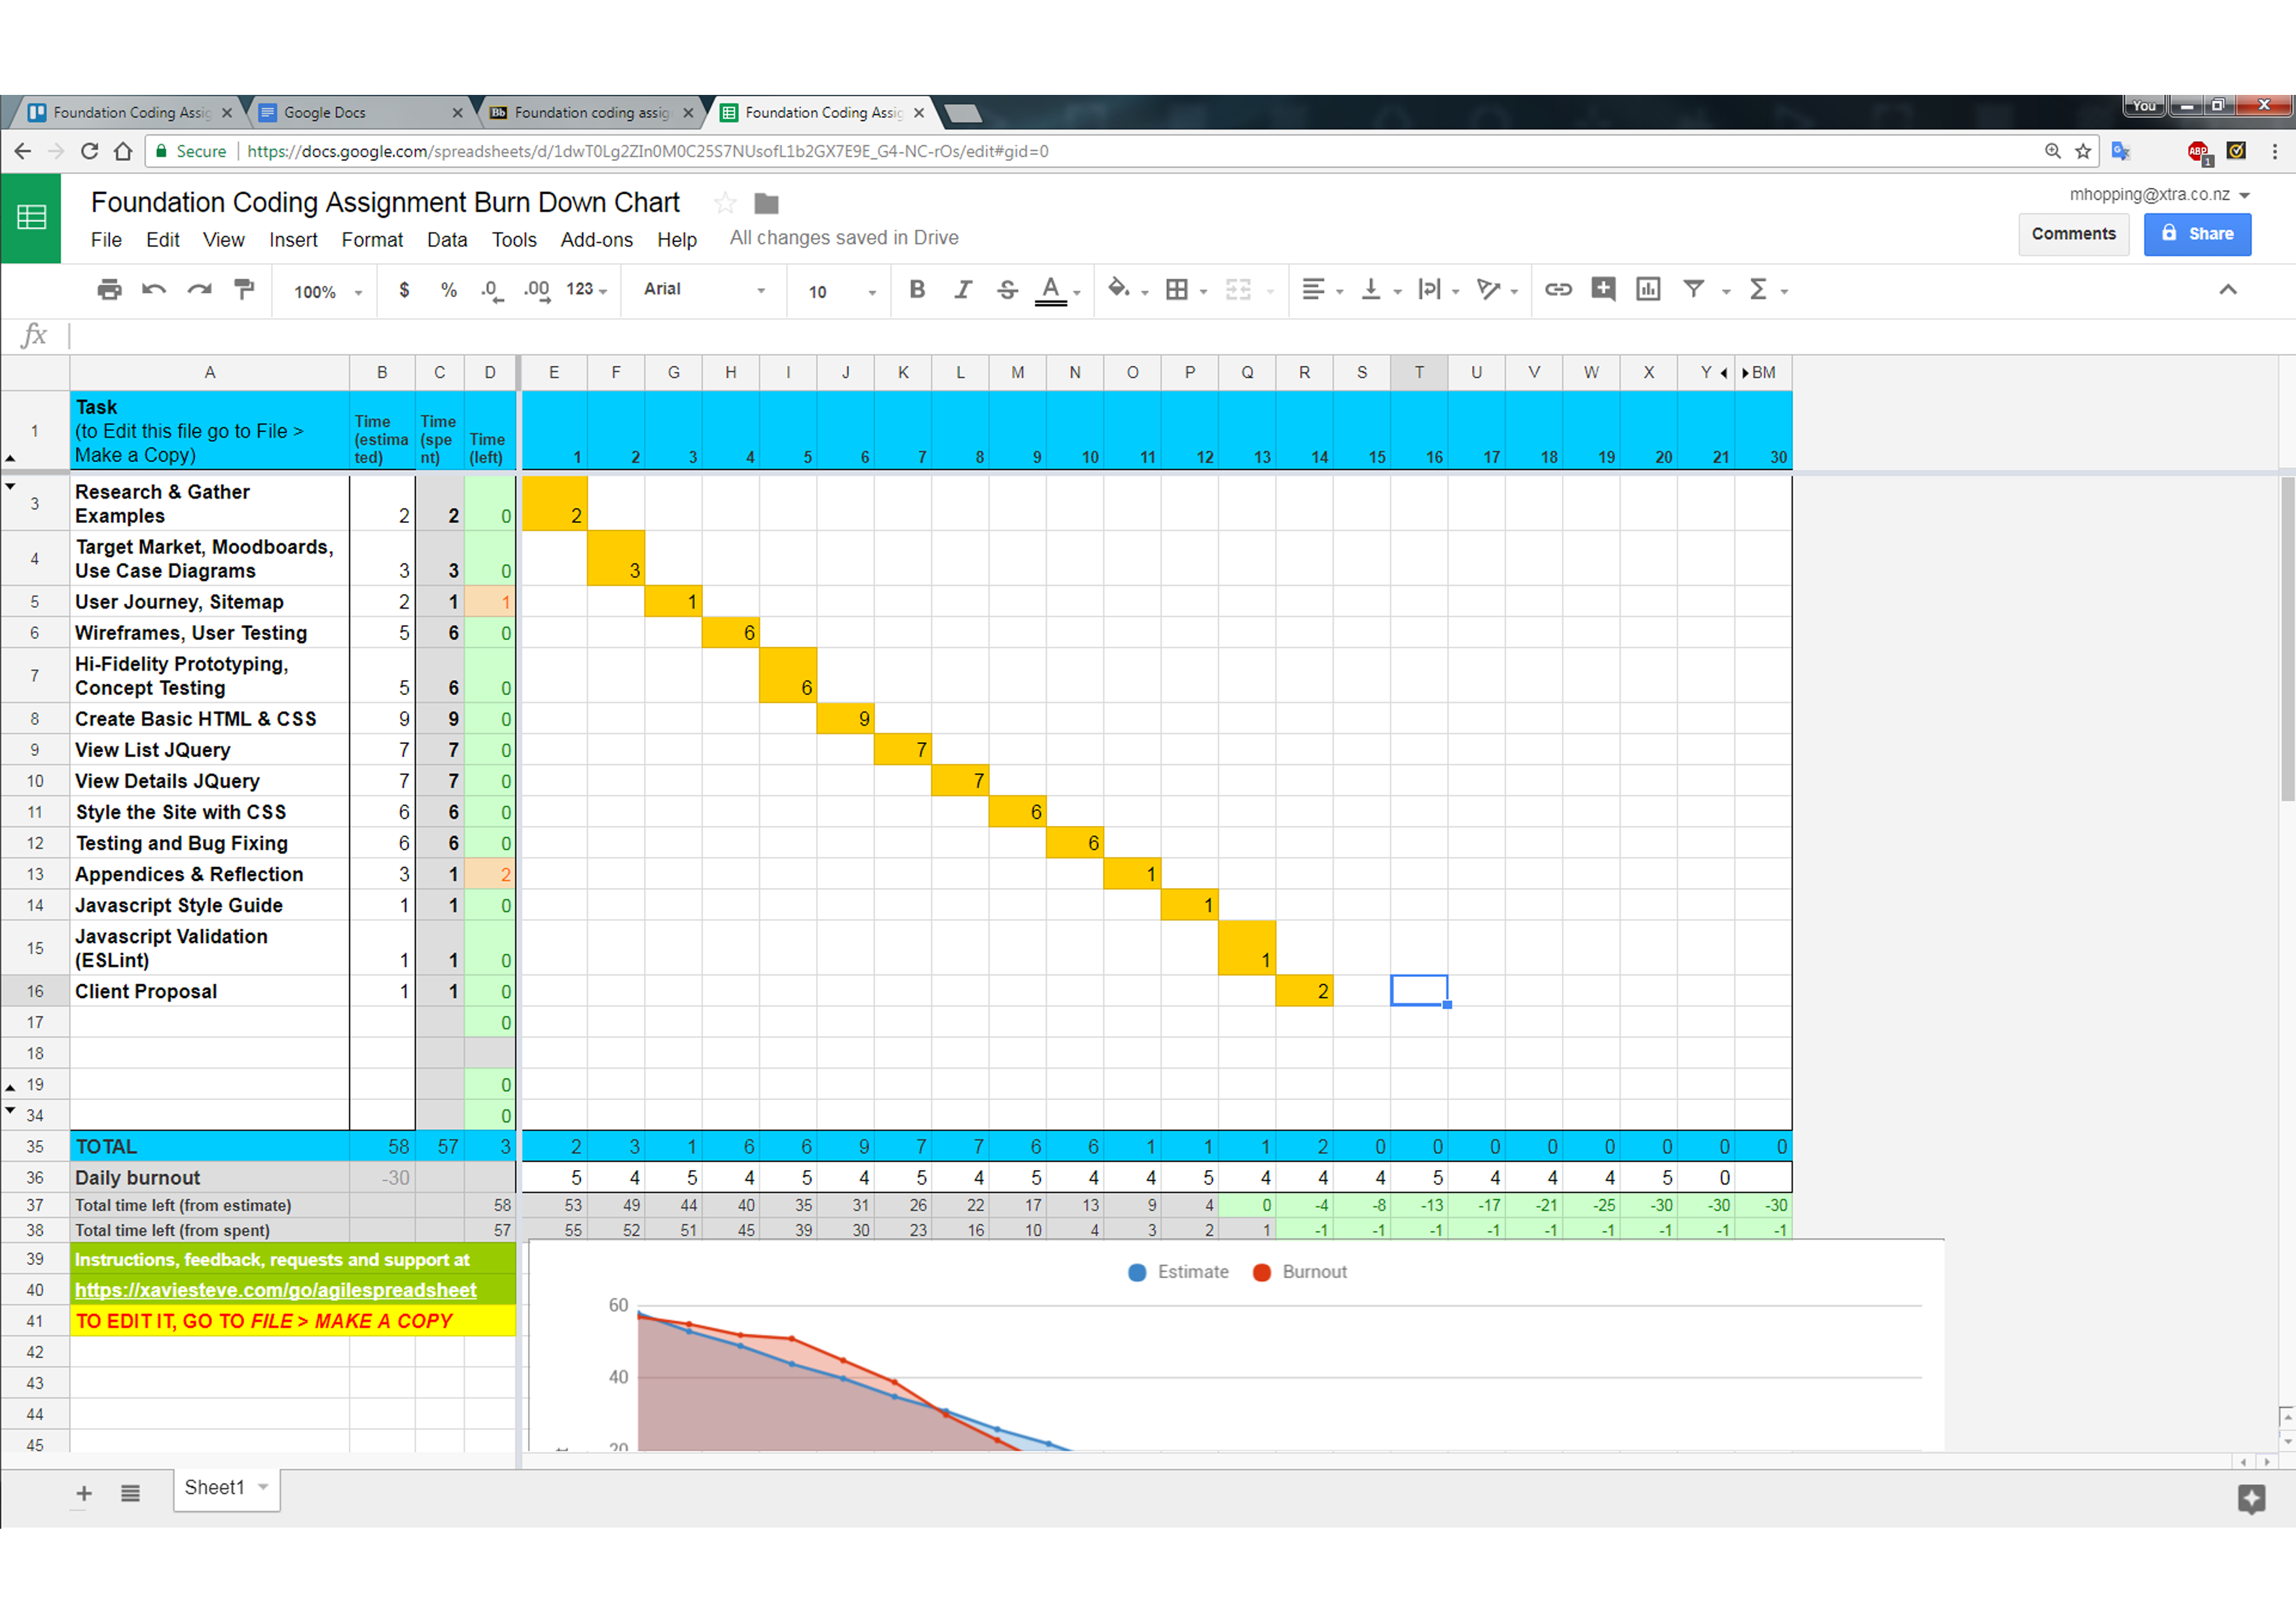 Foundation Coding Assig
Google Docs
Bb Foundation coding assig
Foundation Coding Assig
You
Secure https://docs.google.com/spreadsheets/d/1dwT0Lg2ZIn0M0C25S7NUsofL1b2GX7E9E_G4-NC-rOs/edit#gid=0
ABP 1
Foundation Coding Assignment Burn Down Chart
mhopping@xtra.co.nz
File Edit View Insert Format Data Tools Add-ons Help All changes saved in Drive
Comments Share
100% $ % .0 .00 123 Arial 10 B I S A Σ
fx
A B C D E F G H I J K L M N O P Q R S T U V W X Y BM
1 Task (to Edit this file go to File > Make a Copy) Time (estimated) Time (spent) Time (left) 1 2 3 4 5 6 7 8 9 10 11 12 13 14 15 16 17 18 19 20 21 30
3 Research & Gather Examples 2 2 0 2
4 Target Market, Moodboards, Use Case Diagrams 3 3 0 3
5 User Journey, Sitemap 2 1 1 1
6 Wireframes, User Testing 5 6 0 6
7 Hi-Fidelity Prototyping, Concept Testing 5 6 0 6
8 Create Basic HTML & CSS 9 9 0 9
9 View List JQuery 7 7 0 7
10 View Details JQuery 7 7 0 7
11 Style the Site with CSS 6 6 0 6
12 Testing and Bug Fixing 6 6 0 6
13 Appendices & Reflection 3 1 2 1
14 Javascript Style Guide 1 1 0 1
15 Javascript Validation (ESLint) 1 1 0 1
16 Client Proposal 1 1 0 2
17 0
18
19 0
34 0
35 TOTAL 58 57 3 2 3 1 6 6 9 7 7 6 6 1 1 1 2 0 0 0 0 0 0 0 0
36 Daily burnout -30 5 4 5 4 5 4 5 4 5 4 4 5 4 4 4 5 4 4 4 5 0
37 Total time left (from estimate) 58 53 49 44 40 35 31 26 22 17 13 9 4 0 -4 -8 -13 -17 -21 -25 -30 -30 -30
38 Total time left (from spent) 57 55 52 51 45 39 30 23 16 10 4 3 2 1 -1 -1 -1 -1 -1 -1 -1 -1 -1
39 Instructions, feedback, requests and support at
40 https://xaviesteve.com/go/agilespreadsheet
41 TO EDIT IT, GO TO FILE > MAKE A COPY
42
43
44
45
Estimate Burnout
60
40
20
Sheet1